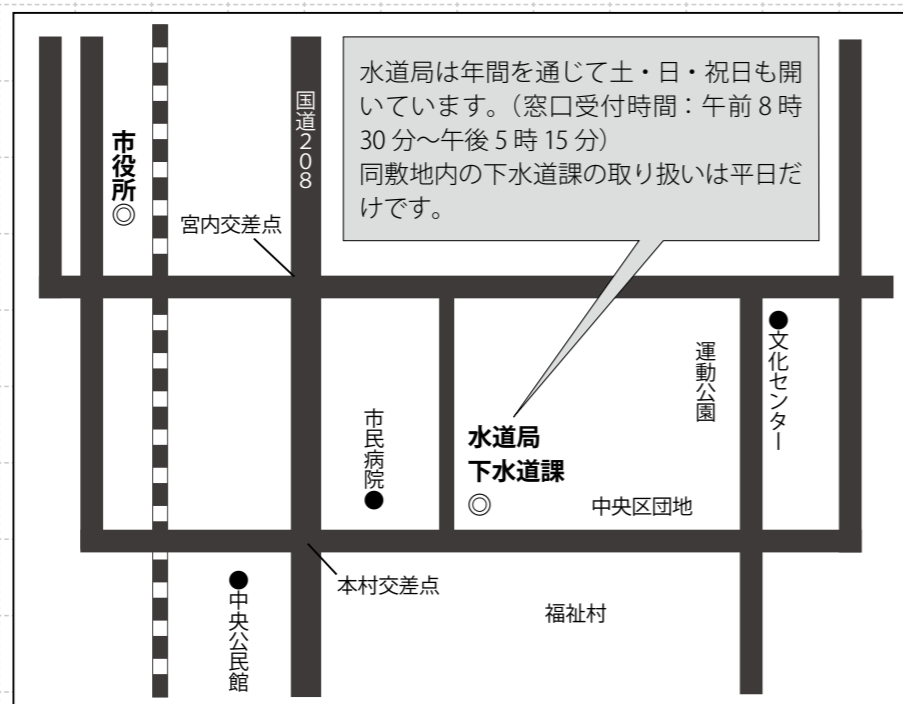 水道局は年間を通じて土・日・祝日も開
いています。（窓口受付時間：午前８時
30 分～午後５時 15 分）
同敷地内の下水道課の取り扱いは平日だ
けです。
国道２０８
市役所◎
宮内交差点
●文化センター
運動公園
市民病院●
水道局
下水道課
◎
中央区団地
本村交差点
●中央公民館
福祉村